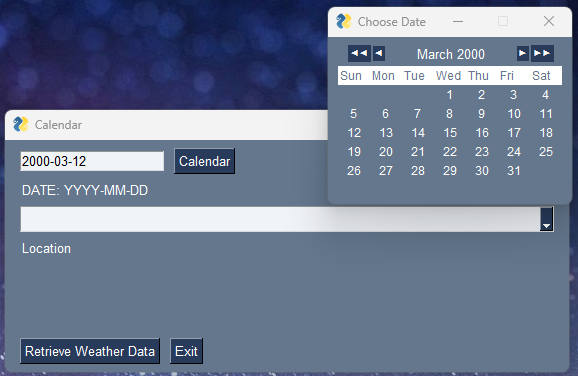 Choose Date
March 2000
Sun Mon Tue Wed Thu Fri Sat
1 2 3 4
5 6 7 8 9 10 11
12 13 14 15 16 17 18
19 20 21 22 23 24 25
26 27 28 29 30 31
Calendar
2000-03-12 Calendar
DATE: YYYY-MM-DD
Location
Retrieve Weather Data Exit